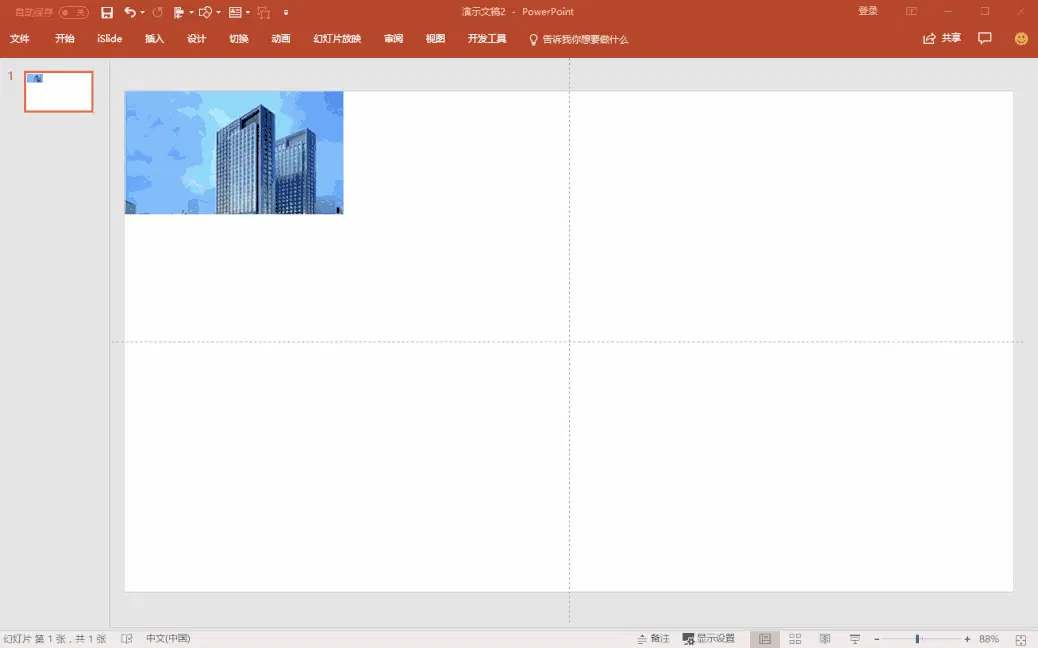 自动保存 关 演示文稿2 - PowerPoint 登录
文件 开始 iSlide 插入 设计 切换 动画 幻灯片放映 审阅 视图 开发工具 告诉我你想要做什么 共享
1
幻灯片 第 1 张，共 1 张 中文(中国) 备注 显示设置 88%